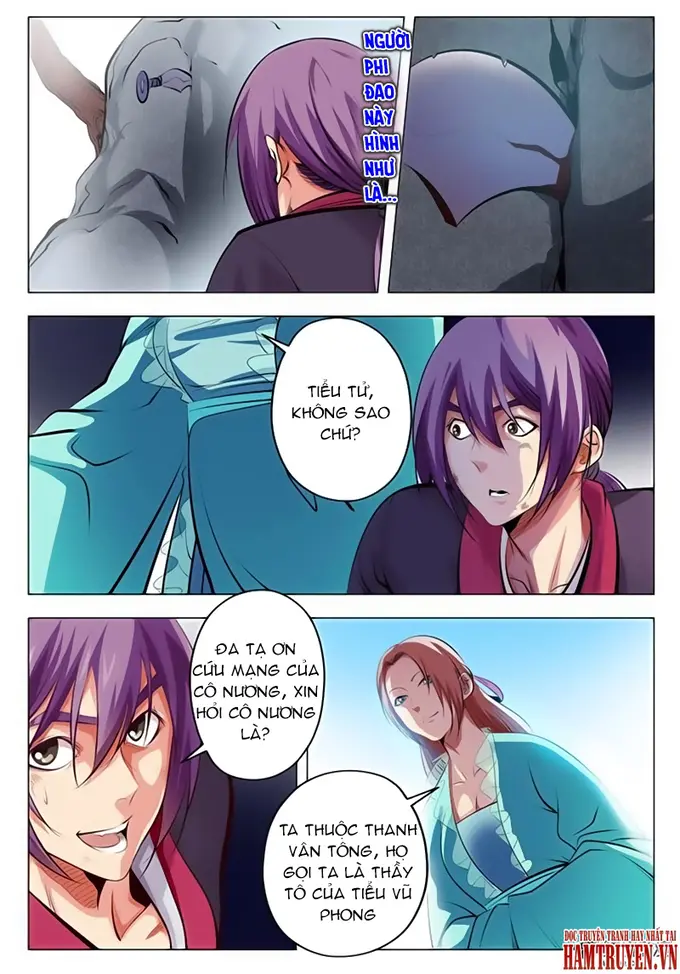 NGƯỜI
PHI
ĐAO
NÀY
HÌNH
NHƯ
LÀ...
TIỂU TỬ,
KHÔNG SAO
CHỨ?
ĐA TẠ ƠN
CỨU MẠNG CỦA
CÔ NƯƠNG, XIN
HỎI CÔ NƯƠNG
LÀ?
TA THUỘC THANH
VÂN TÔNG, HỌ
GỌI TA LÀ THẦY
TỔ CỦA TIỂU VŨ
PHONG
ĐỌC TRUYỆN TRANH HAY NHẤT TẠI
HAMTRUYEN.VN